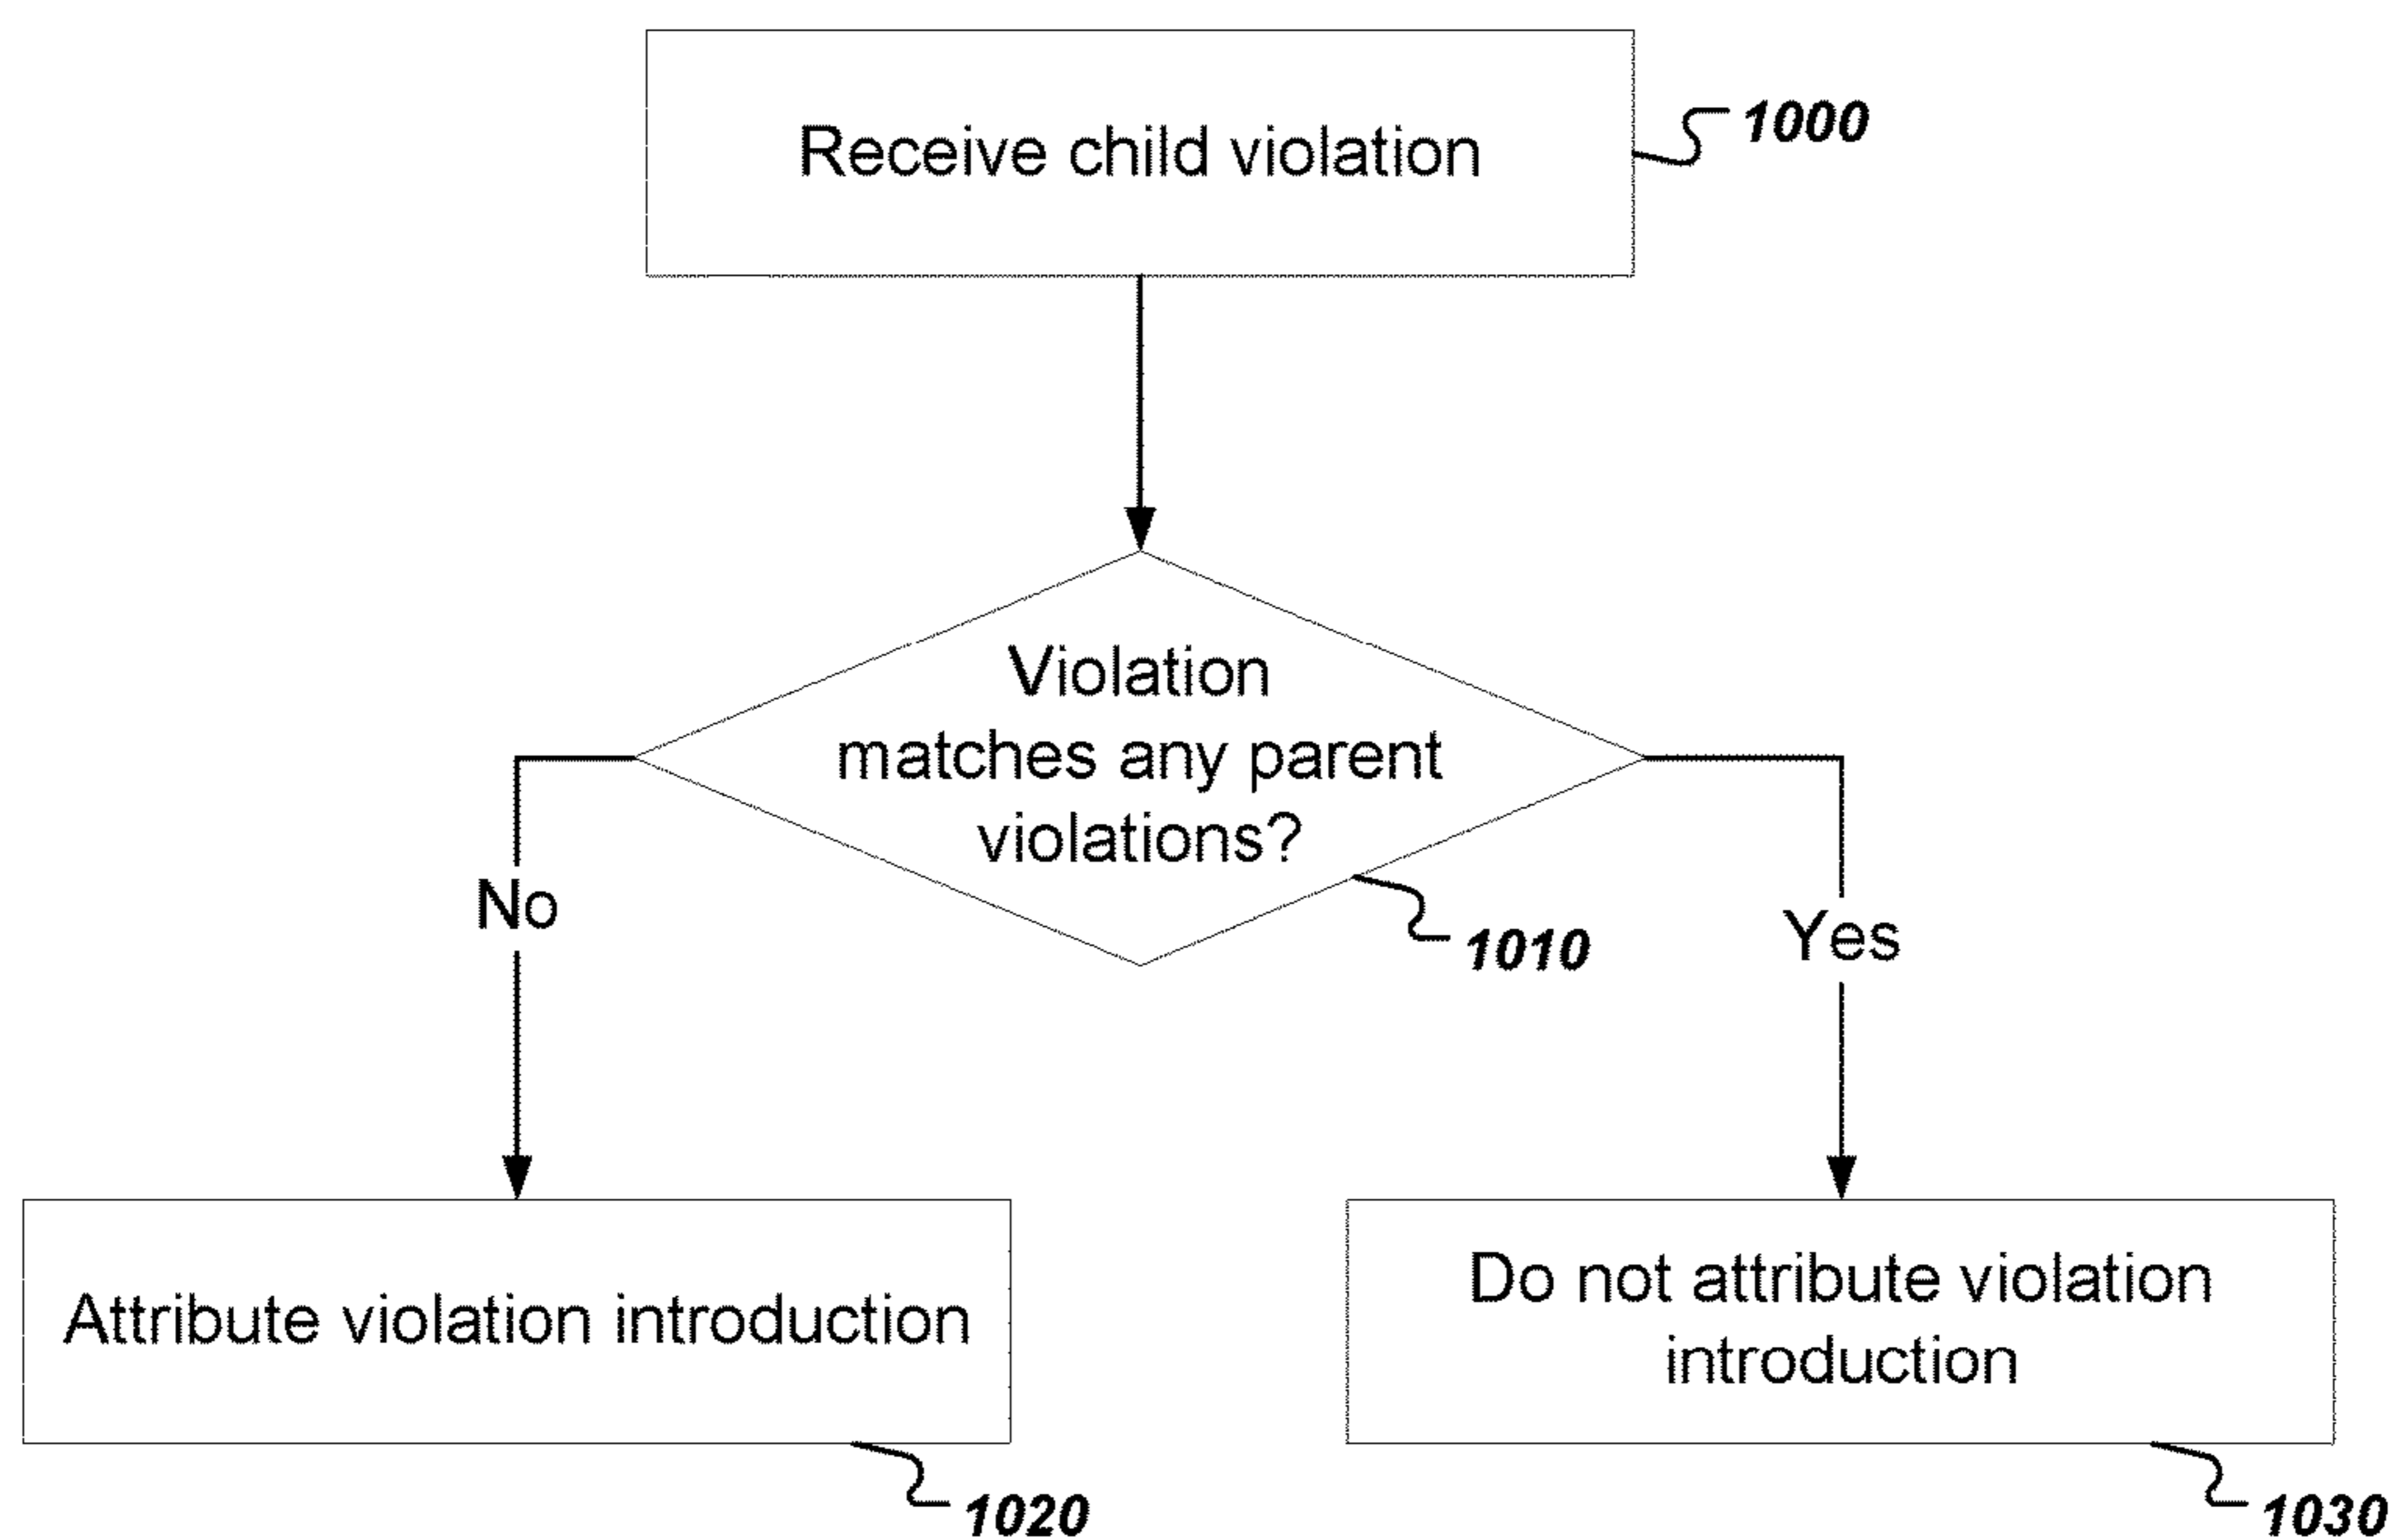 Receive child violation
1000
Violation
matches any parent
violations?
1010
No
Yes
Attribute violation introduction
1020
Do not attribute violation
introduction
1030